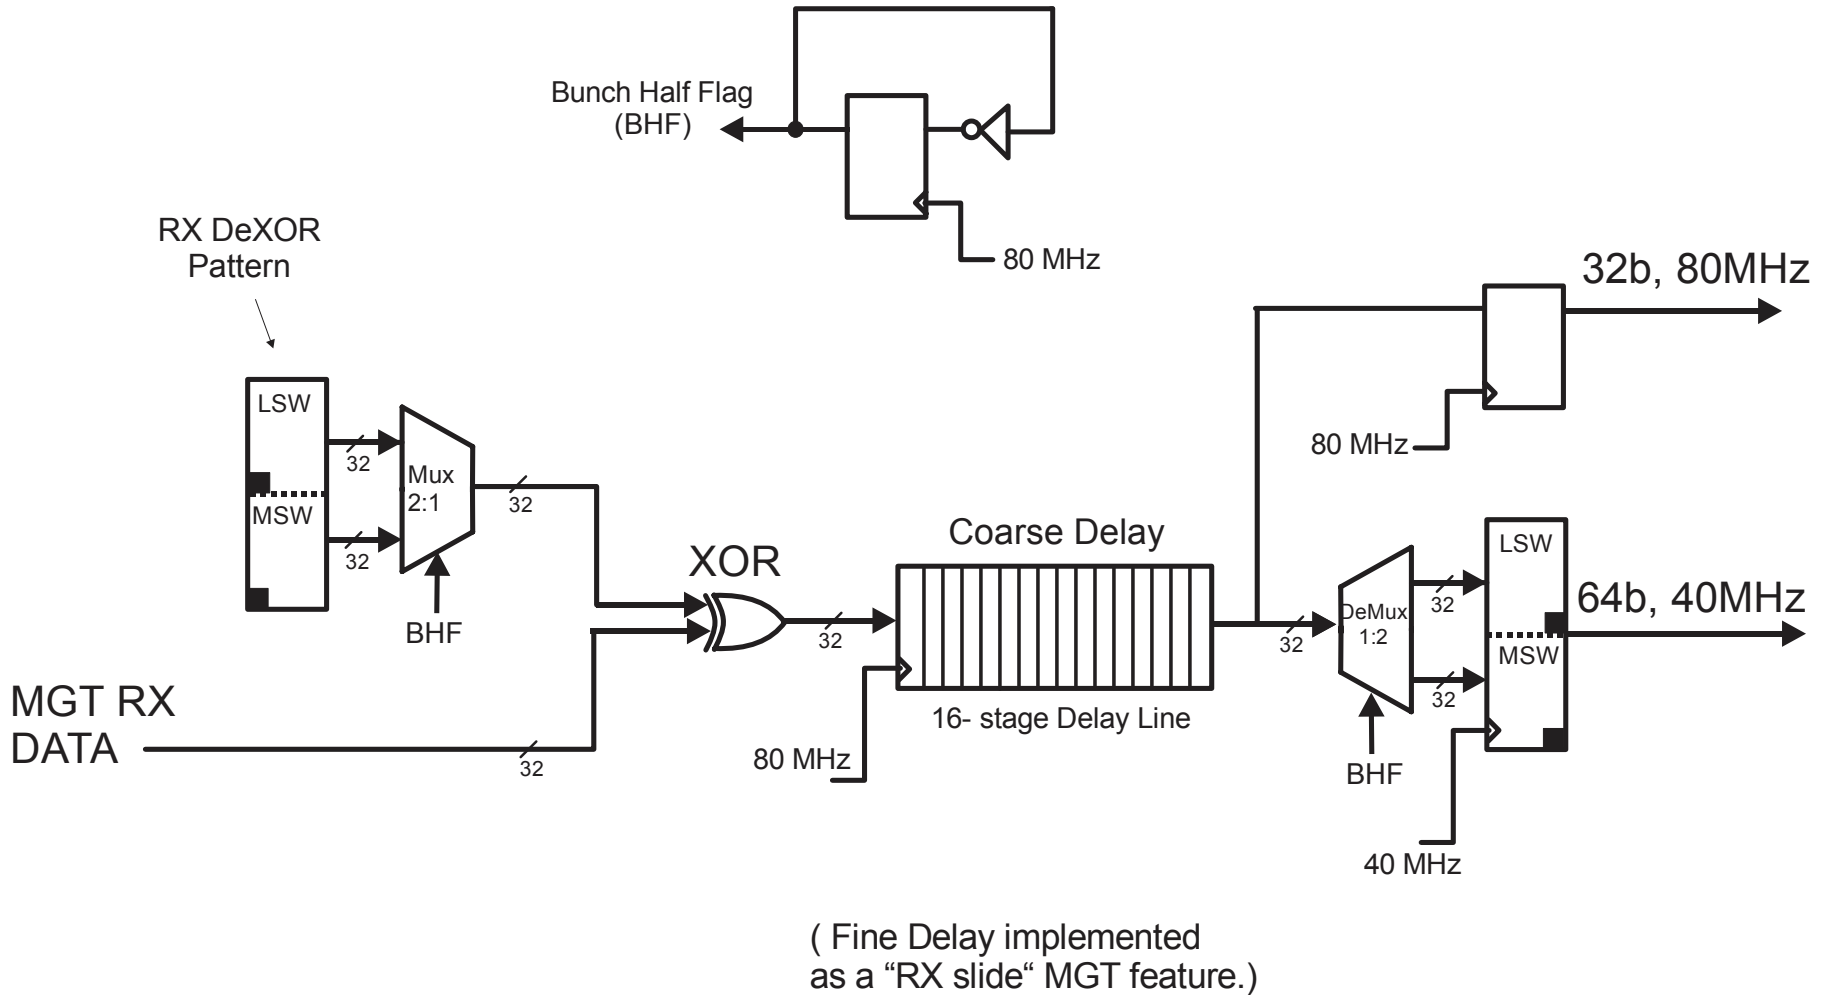 Bunch Half Flag
(BHF)
80 MHz
RX DeXOR
Pattern
LSW
MSW
32
32
Mux
2:1
32
BHF
XOR
MGT RX
DATA
32
32
80 MHz
Coarse Delay
16- stage Delay Line
32b, 80MHz
80 MHz
32
DeMux
1:2
BHF
32
32
LSW
MSW
64b, 40MHz
40 MHz
( Fine Delay implemented
as a “RX slide“ MGT feature.)